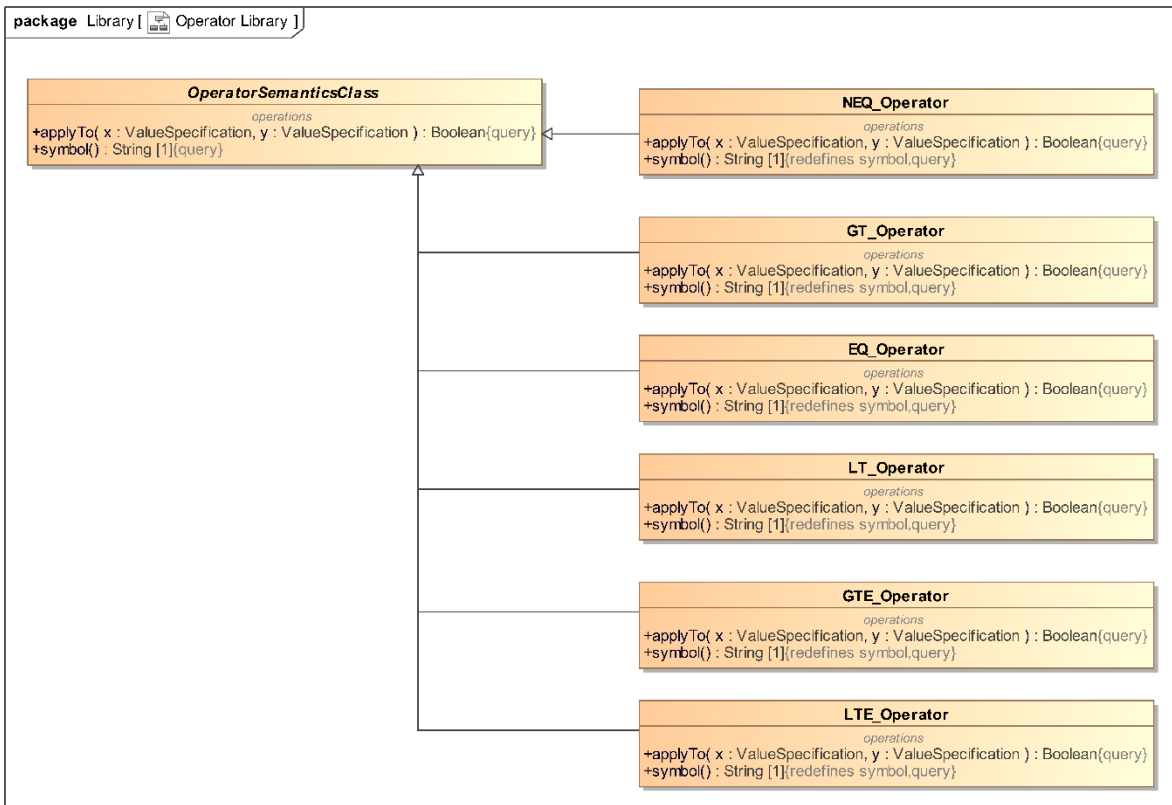 package Library [ Operator Library ]
OperatorSemanticsClass
operations
+applyTo( x : ValueSpecification, y : ValueSpecification ) : Boolean{query}
+symbol() : String [1]{query}
NEQ_Operator
operations
+applyTo( x : ValueSpecification, y : ValueSpecification ) : Boolean{query}
+symbol() : String [1]{redefines symbol,query}
GT_Operator
operations
+applyTo( x : ValueSpecification, y : ValueSpecification ) : Boolean{query}
+symbol() : String [1]{redefines symbol,query}
EQ_Operator
operations
+applyTo( x : ValueSpecification, y : ValueSpecification ) : Boolean{query}
+symbol() : String [1]{redefines symbol,query}
LT_Operator
operations
+applyTo( x : ValueSpecification, y : ValueSpecification ) : Boolean{query}
+symbol() : String [1]{redefines symbol,query}
GTE_Operator
operations
+applyTo( x : ValueSpecification, y : ValueSpecification ) : Boolean{query}
+symbol() : String [1]{redefines symbol,query}
LTE_Operator
operations
+applyTo( x : ValueSpecification, y : ValueSpecification ) : Boolean{query}
+symbol() : String [1]{redefines symbol,query}